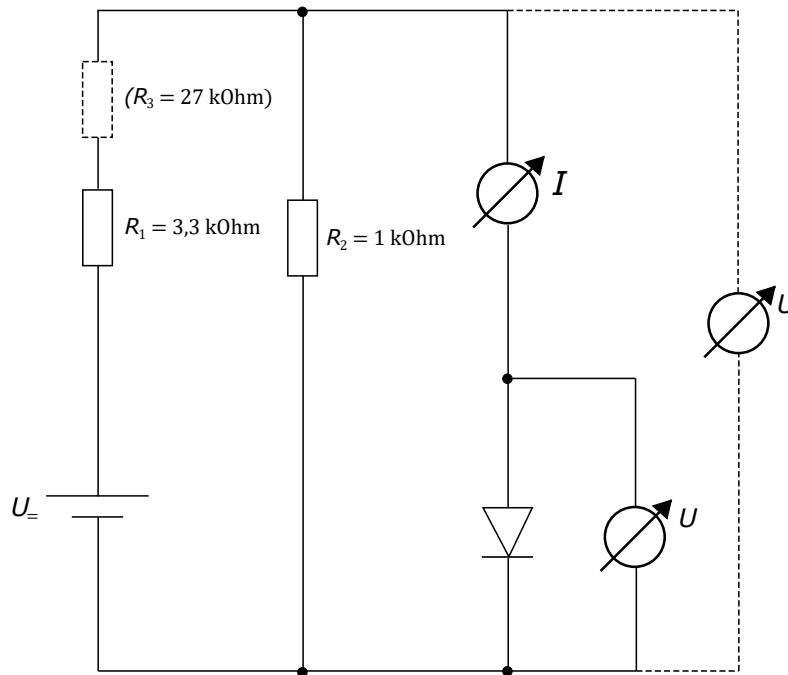 (R₃ = 27 kOhm)
I
R₁ = 3,3 kOhm
R₂ = 1 kOhm
U
U₌
U